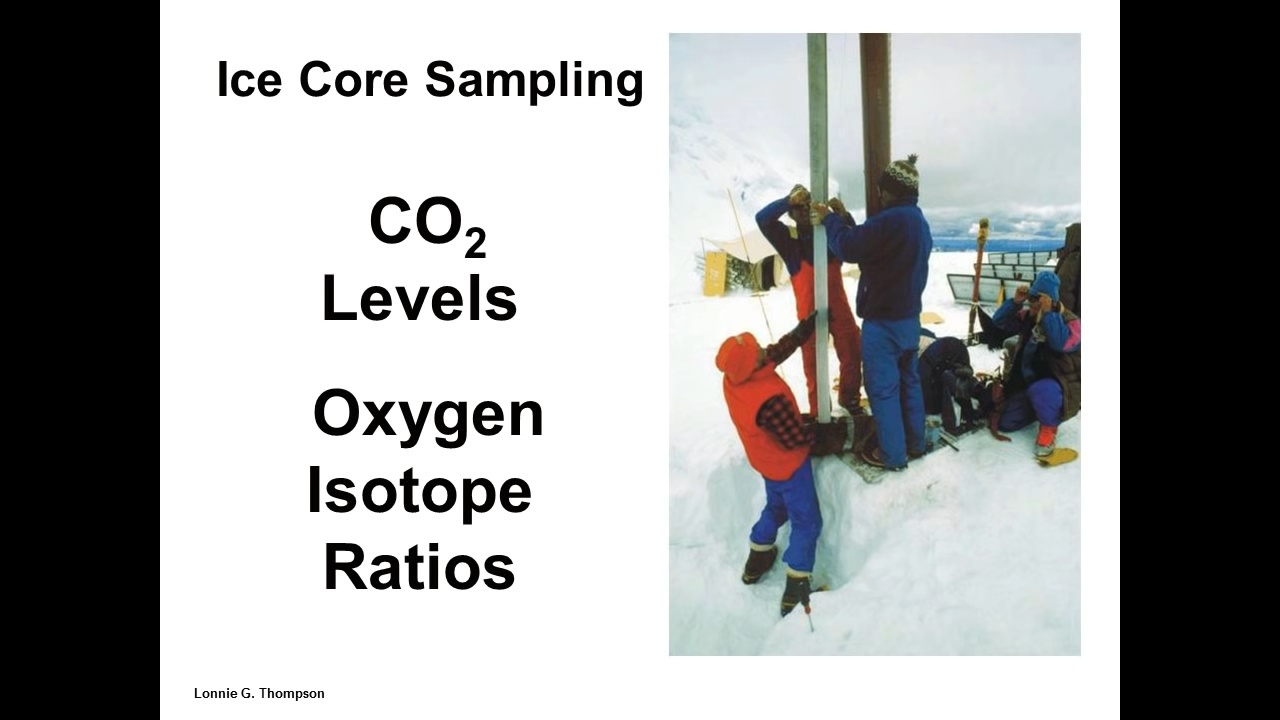 Ice Core Sampling
CO₂
Levels
Oxygen
Isotope
Ratios
Lonnie G. Thompson